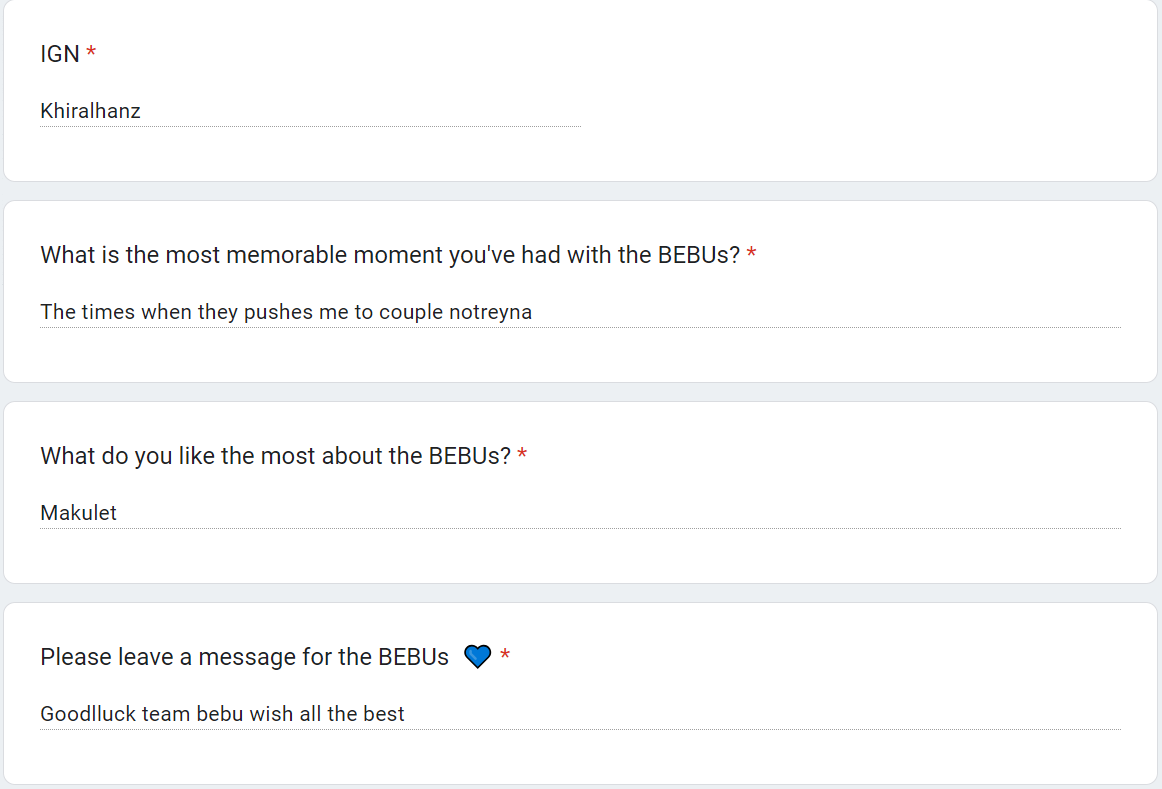 IGN *
Khiralhanz
What is the most memorable moment you've had with the BEBUs? *
The times when they pushes me to couple notreyna
What do you like the most about the BEBUs? *
Makulet
Please leave a message for the BEBUs 💙 *
Goodlluck team bebu wish all the best